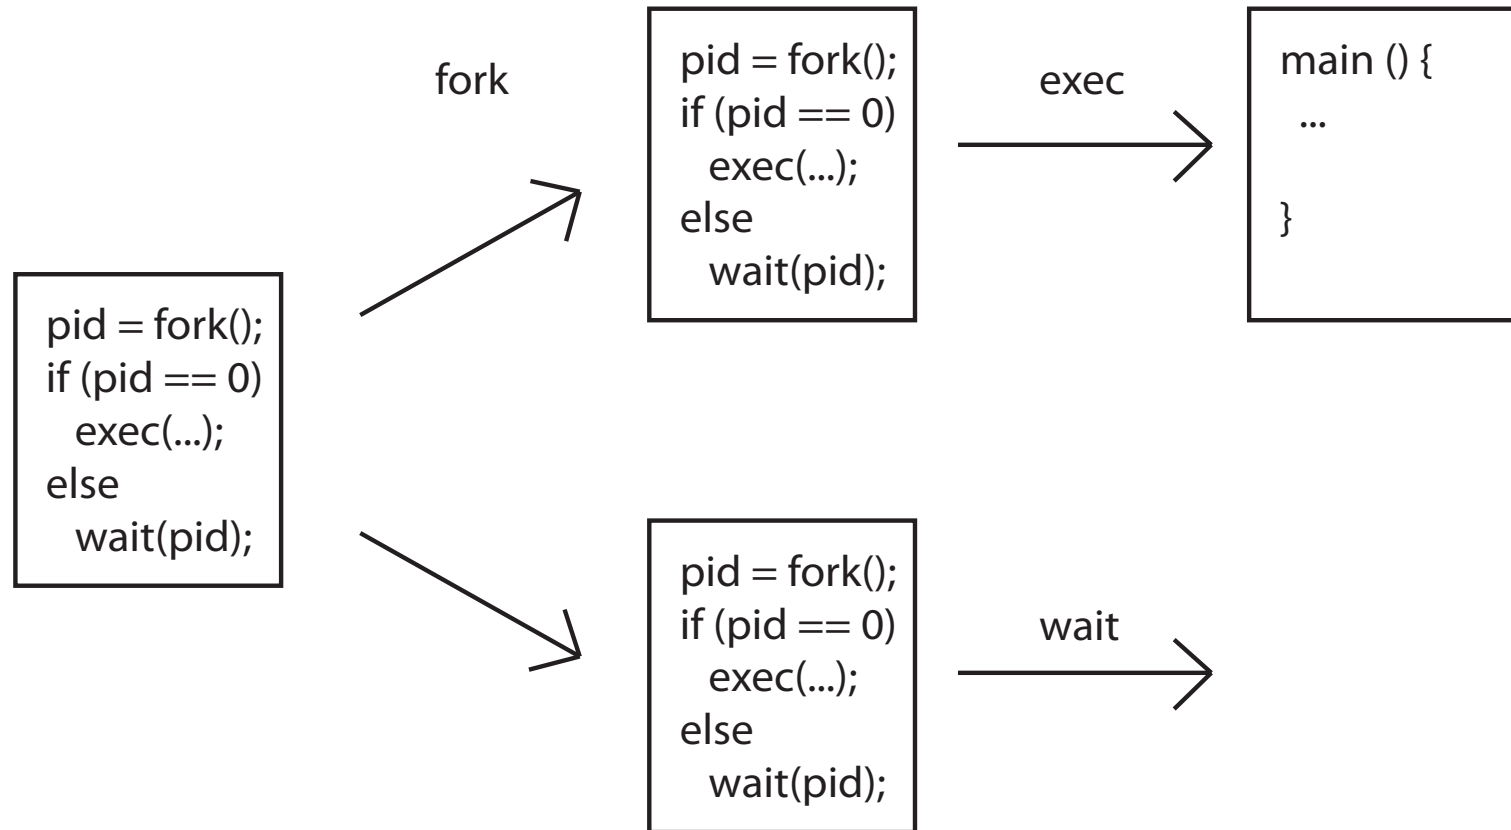 fork
pid = fork();
if (pid == 0)
exec(...);
else
wait(pid);
exec
main () {
...
}
pid = fork();
if (pid == 0)
exec(...);
else
wait(pid);
pid = fork();
if (pid == 0)
exec(...);
else
wait(pid);
wait